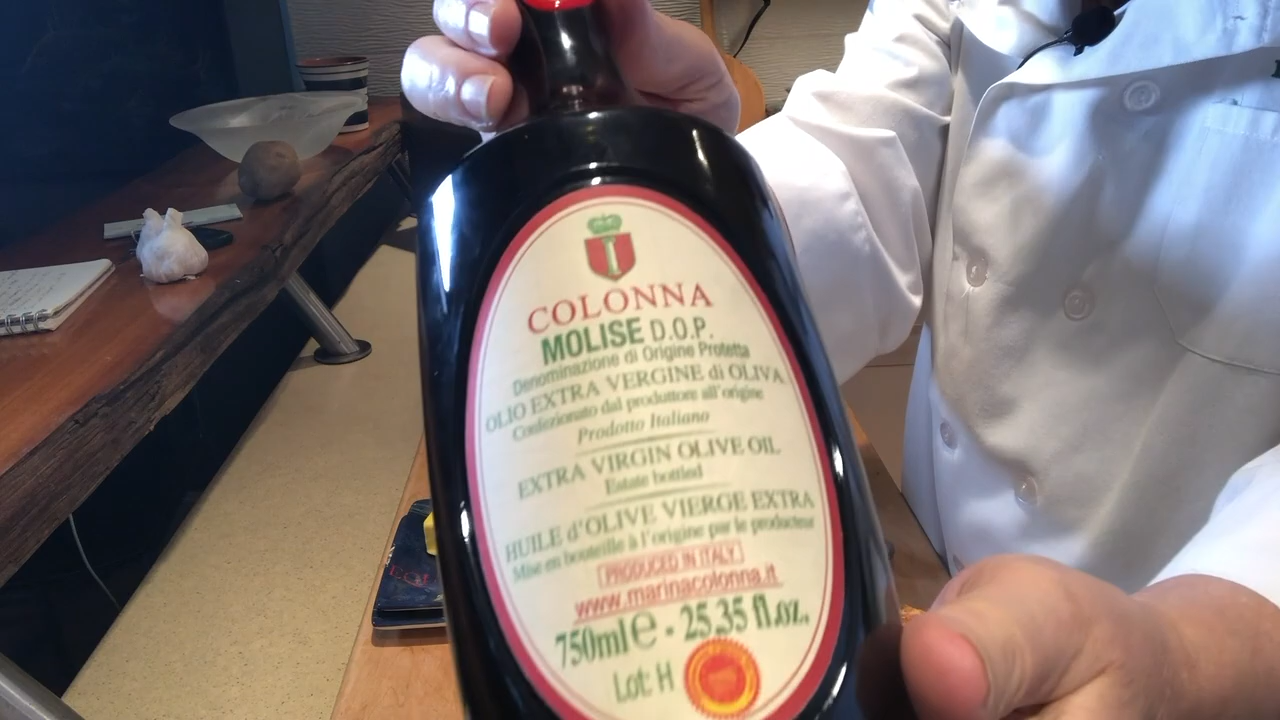 COLONNA
MOLISE D.O.P.
Denominazione di Origine Protetta
OLIO EXTRA VERGINE di OLIVA
Confezionato dal produttore all'origine
Prodotto Italiano
EXTRA VIRGIN OLIVE OIL
Estate bottled
HUILE d'OLIVE VIERGE EXTRA
Mise en bouteille à l'origine par le producteur
PRODUCED IN ITALY
www.marinacolonna.it
750ml e - 25,35 fl.oz.
Lot: H